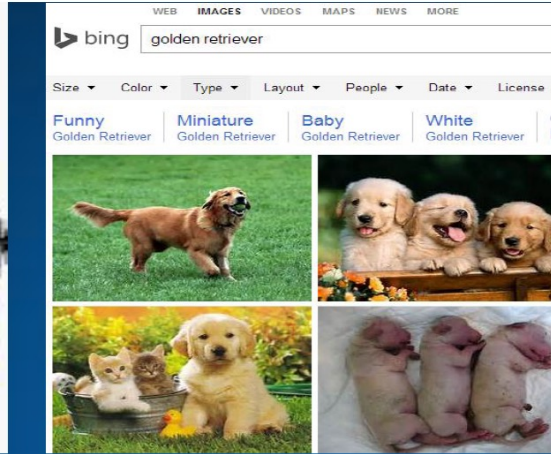 WEB IMAGES VIDEOS MAPS NEWS MORE
bing golden retriever
Size Color Type Layout People Date License
Funny Miniature Baby White
Golden Retriever Golden Retriever Golden Retriever Golden Retriever